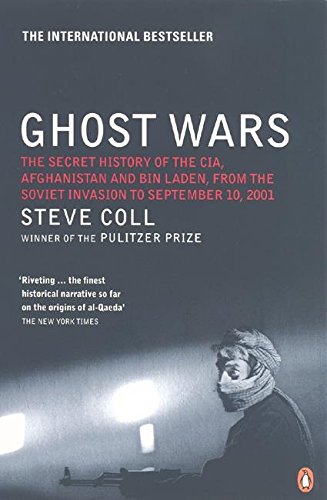 THE INTERNATIONAL BESTSELLER
GHOST WARS
THE SECRET HISTORY OF THE CIA,
AFGHANISTAN AND BIN LADEN, FROM THE
SOVIET INVASION TO SEPTEMBER 10, 2001
STEVE COLL
WINNER OF THE PULITZER PRIZE
‘Riveting ... the finest
historical narrative so far
on the origins of al-Qaeda’
THE NEW YORK TIMES